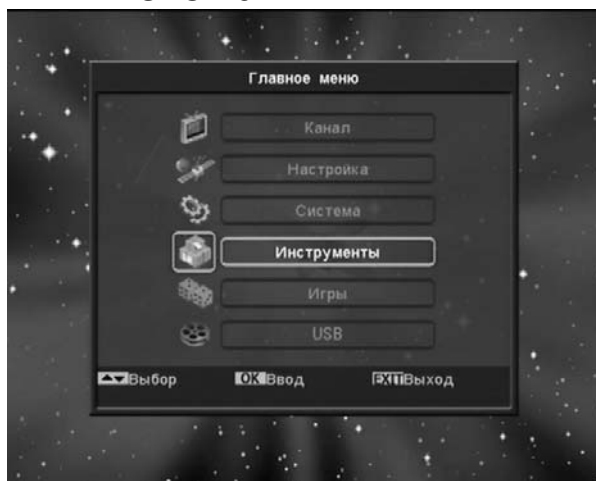 Главное меню
Канал
Настройка
Система
Инструменты
Игры
USB
Выбор OK Ввод EXIT Выход